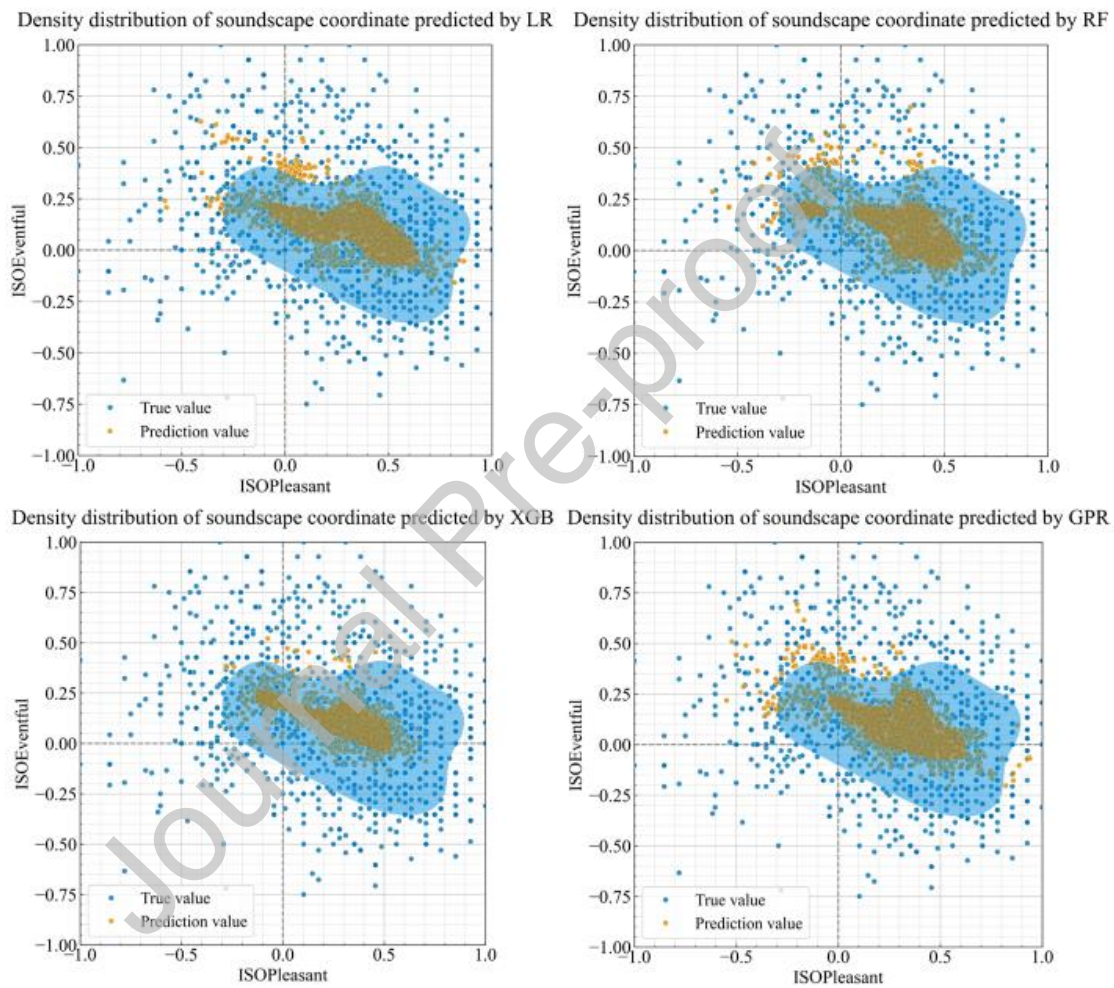 Density distribution of soundscape coordinate predicted by LR
1.00
0.75
0.50
0.25
0.00
−0.25
−0.50
−0.75
−1.00
ISOEventful
True value
Prediction value
−1.0
−0.5
0.0
0.5
1.0
ISOPleasant
Density distribution of soundscape coordinate predicted by RF
1.00
0.75
0.50
0.25
0.00
−0.25
−0.50
−0.75
−1.00
ISOEventful
True value
Prediction value
−1.0
−0.5
0.0
0.5
1.0
ISOPleasant
Density distribution of soundscape coordinate predicted by XGB
1.00
0.75
0.50
0.25
0.00
−0.25
−0.50
−0.75
−1.00
ISOEventful
True value
Prediction value
−1.0
−0.5
0.0
0.5
1.0
ISOPleasant
Density distribution of soundscape coordinate predicted by GPR
1.00
0.75
0.50
0.25
0.00
−0.25
−0.50
−0.75
−1.00
ISOEventful
True value
Prediction value
−1.0
−0.5
0.0
0.5
1.0
ISOPleasant
Journal Pre-proof